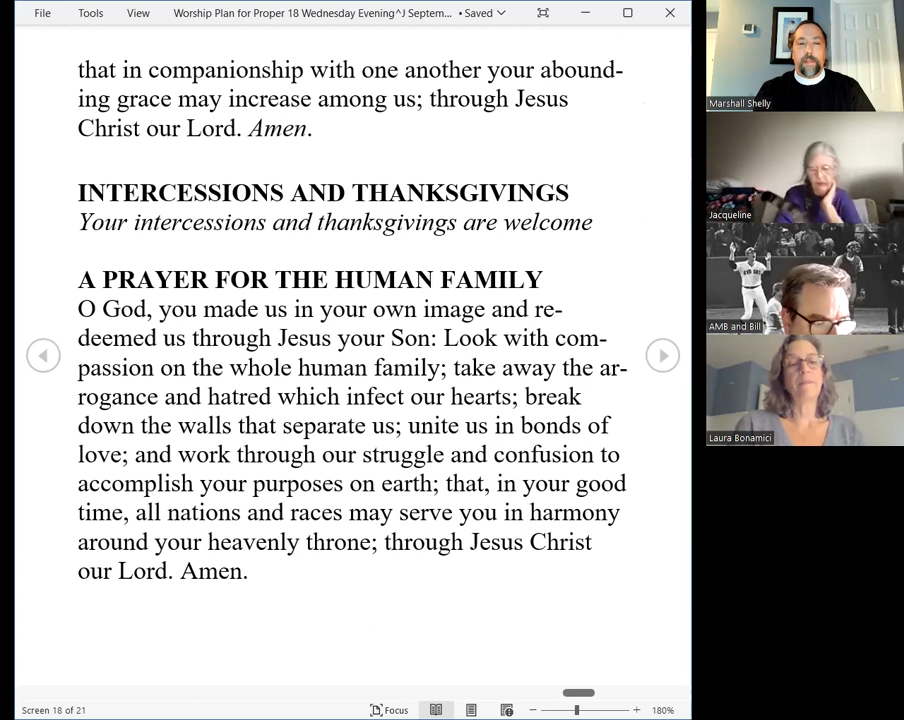 File Tools View Worship Plan for Proper 18 Wednesday Evening^J Septem... • Saved
that in companionship with one another your abound-
ing grace may increase among us; through Jesus
Christ our Lord. Amen.
INTERCESSIONS AND THANKSGIVINGS
Your intercessions and thanksgivings are welcome
A PRAYER FOR THE HUMAN FAMILY
O God, you made us in your own image and re-
deemed us through Jesus your Son: Look with com-
passion on the whole human family; take away the ar-
rogance and hatred which infect our hearts; break
down the walls that separate us; unite us in bonds of
love; and work through our struggle and confusion to
accomplish your purposes on earth; that, in your good
time, all nations and races may serve you in harmony
around your heavenly throne; through Jesus Christ
our Lord. Amen.
Screen 18 of 21 Focus 180%
Marshall Shelly
Jacqueline
AMB and Bill
Laura Bonamici